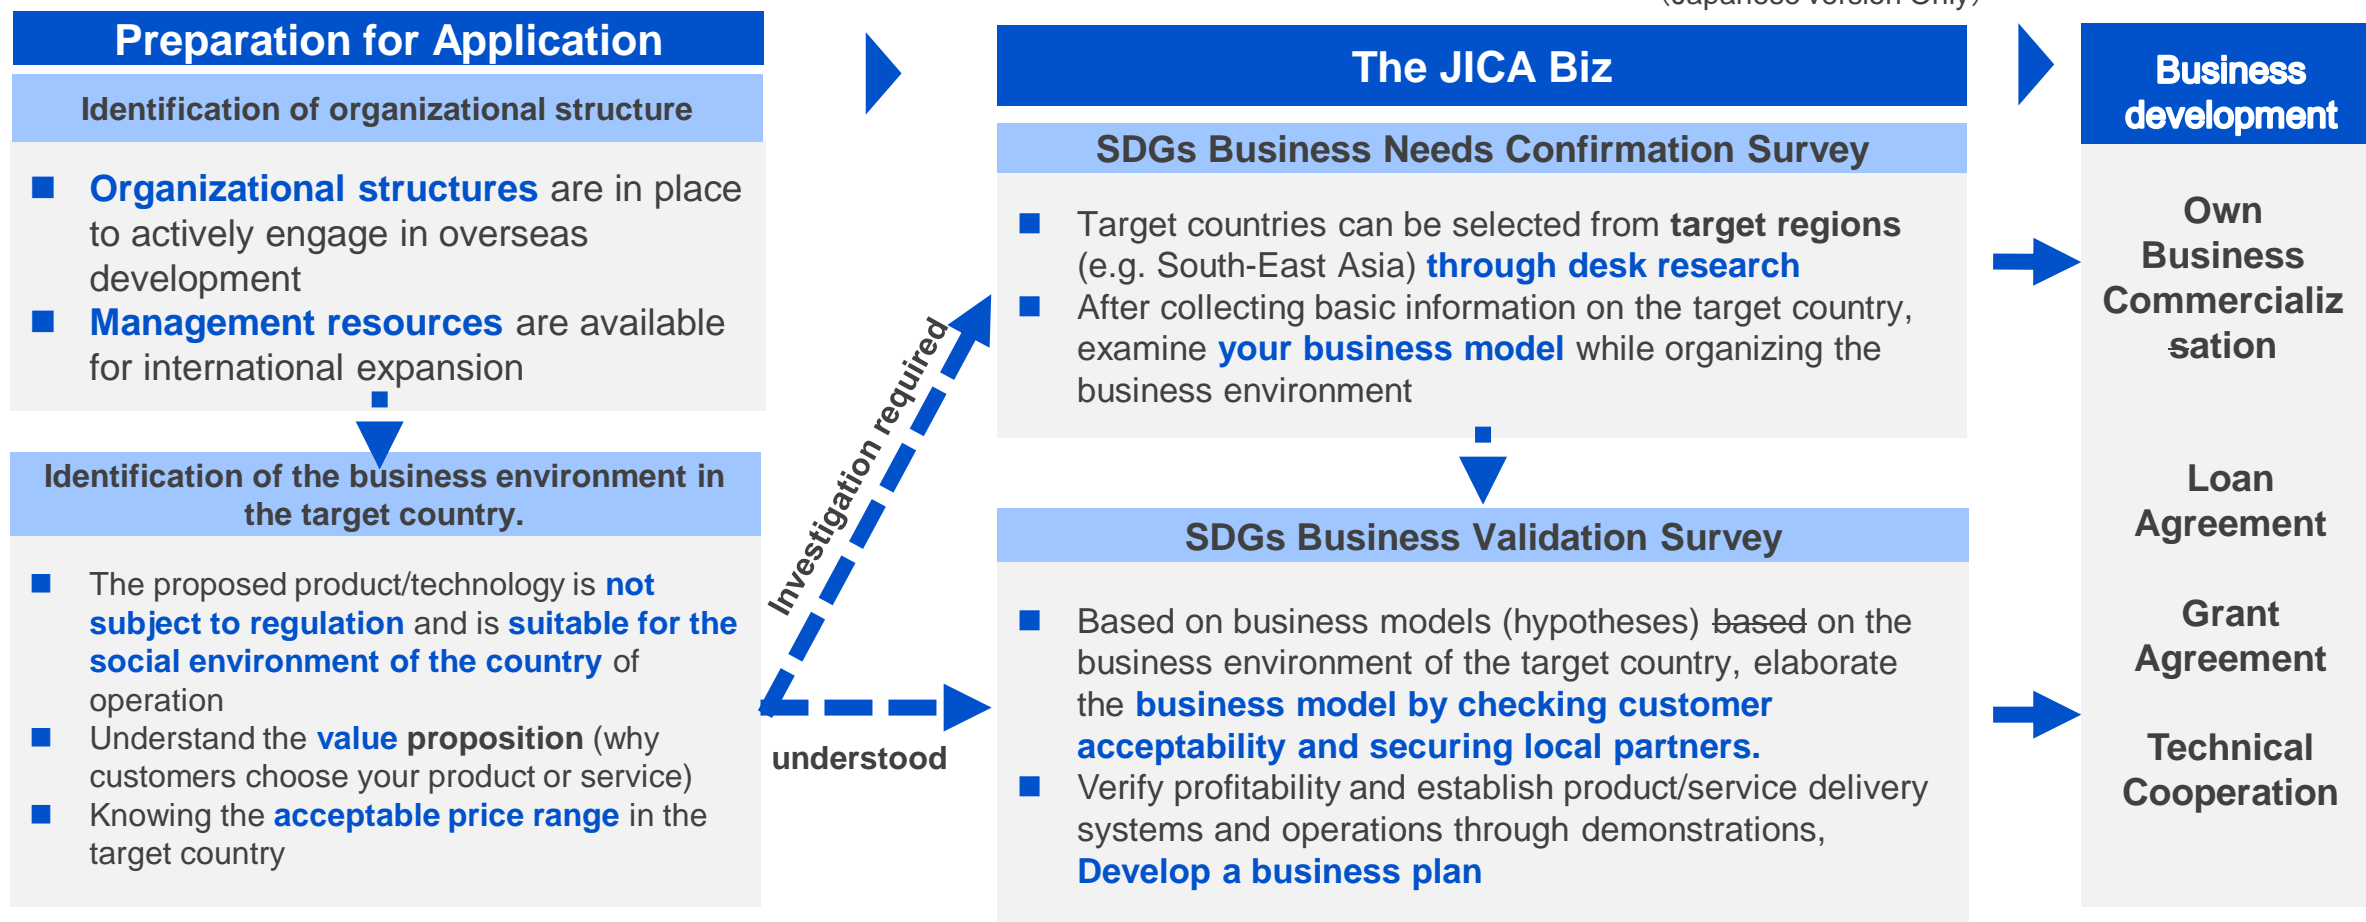 (Japanese version Only)
Preparation for Application
Identification of organizational structure
■ Organizational structures are in place
to actively engage in overseas
development
■ Management resources are available
for international expansion
Identification of the business environment in
the target country.
■ The proposed product/technology is not
subject to regulation and is suitable for the
social environment of the country of
operation
■ Understand the value proposition (why
customers choose your product or service)
■ Knowing the acceptable price range in the
target country
Investigation required
understood
The JICA Biz
SDGs Business Needs Confirmation Survey
■ Target countries can be selected from target regions
(e.g. South-East Asia) through desk research
■ After collecting basic information on the target country,
examine your business model while organizing the
business environment
SDGs Business Validation Survey
■ Based on business models (hypotheses) based on the
business environment of the target country, elaborate
the business model by checking customer
acceptability and securing local partners.
■ Verify profitability and establish product/service delivery
systems and operations through demonstrations,
Develop a business plan
Business
development
Own
Business
Commercializ
sation
Loan
Agreement
Grant
Agreement
Technical
Cooperation